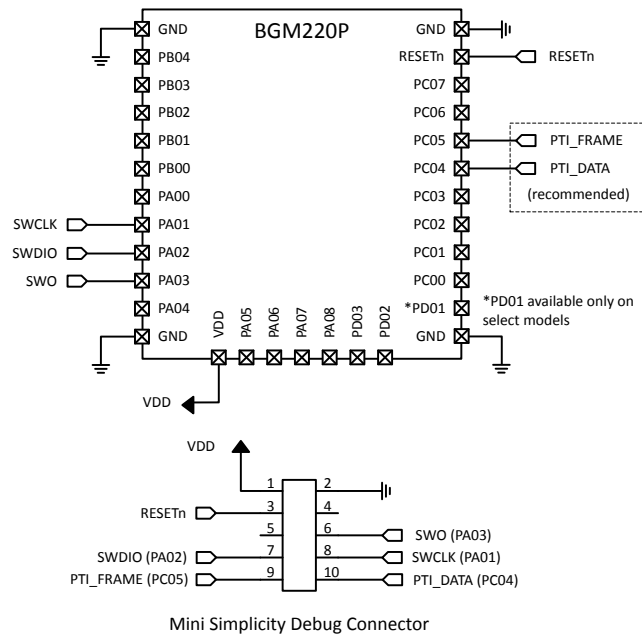 BGM220P
GND
PB04
PB03
PB02
PB01
PB00
PA00
SWCLK PA01
SWDIO PA02
SWO PA03
PA04
GND
VDD
PA05
PA06
PA07
PA08
PD03
PD02
GND
RESETn RESETn
PC07
PC06
PC05 PTI_FRAME
PC04 PTI_DATA
(recommended)
PC03
PC02
PC01
PC00
*PD01
GND
*PD01 available only on
select models
VDD
VDD
1 2
RESETn 3 4
5 6 SWO (PA03)
SWDIO (PA02) 7 8 SWCLK (PA01)
PTI_FRAME (PC05) 9 10 PTI_DATA (PC04)
Mini Simplicity Debug Connector